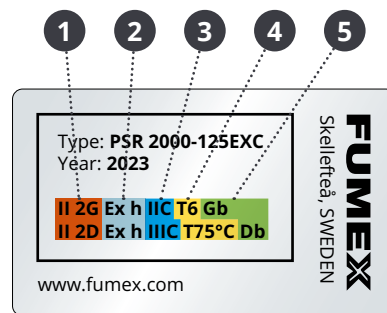 1 2 3 4 5
Type: PSR 2000-125EXC
Year: 2023
II 2G Ex h IIC T6 Gb
II 2D Ex h IIIC T75°C Db
www.fumex.com
FUMEX
Skellefteå, SWEDEN